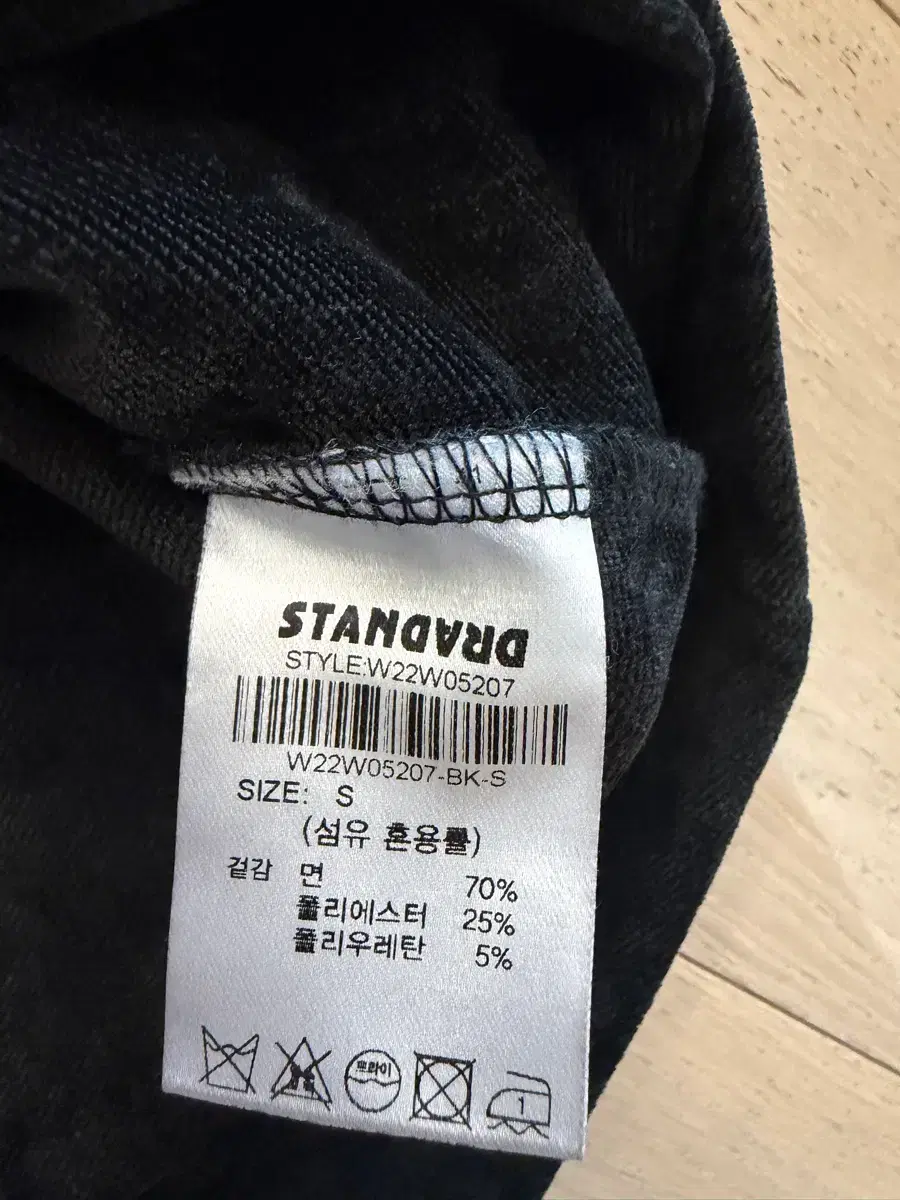 STANDARD
STYLE:W22W05207
W22W05207-BK-S
SIZE: S
(섬유 혼용률)
겉감 면 70%
폴리에스터 25%
폴리우레탄 5%
드라이
1